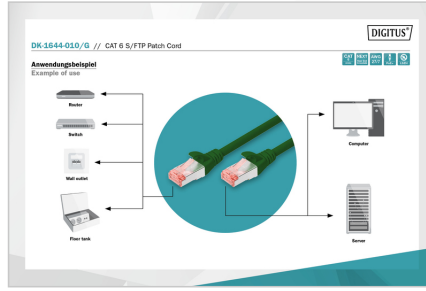 DIGITUS®
DK-1644-010/G // CAT 6 S/FTP Patch Cord
Anwendungsbeispiel
Example of use
Router
Switch
Wall outlet
Floor tank
Computer
Server